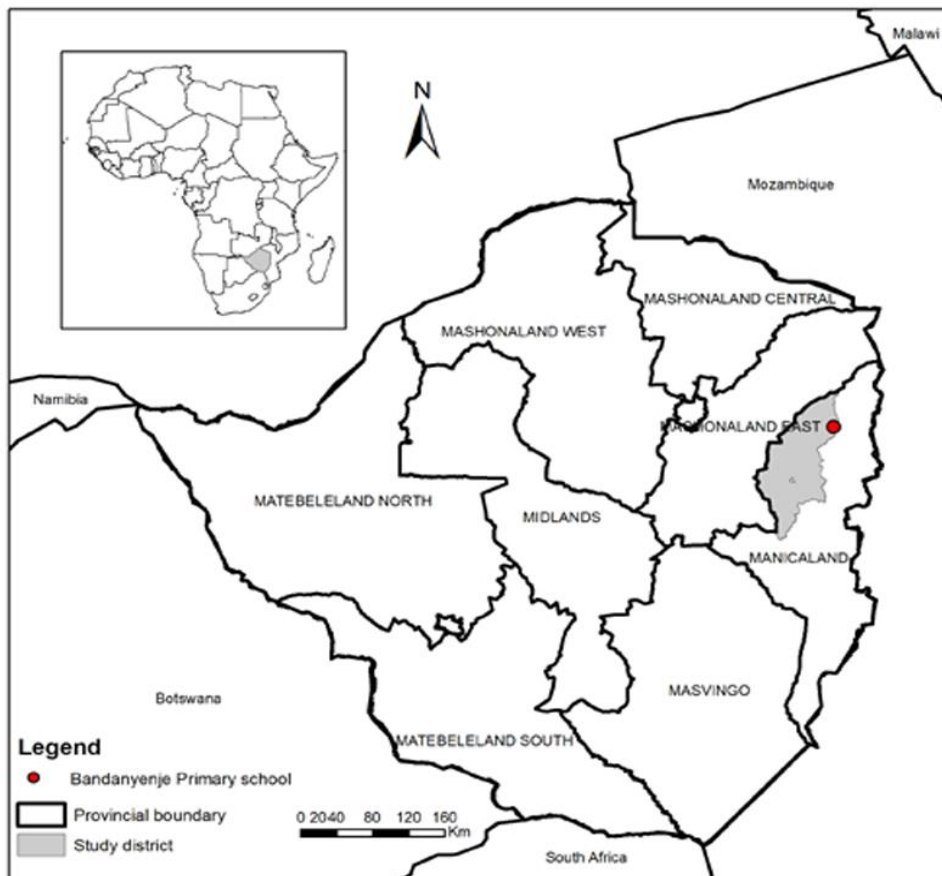 Malawi
N
Mozambique
MASHONALAND CENTRAL
MASHONALAND WEST
Namibia
MASHONALAND EAST
MATEBELELAND NORTH
MIDLANDS
MANICALAND
MASVINGO
Botswana
MATEBELELAND SOUTH
Legend
Bandanyenje Primary school
Provincial boundary
Study district
0 2040 80 120 160
Km
South Africa